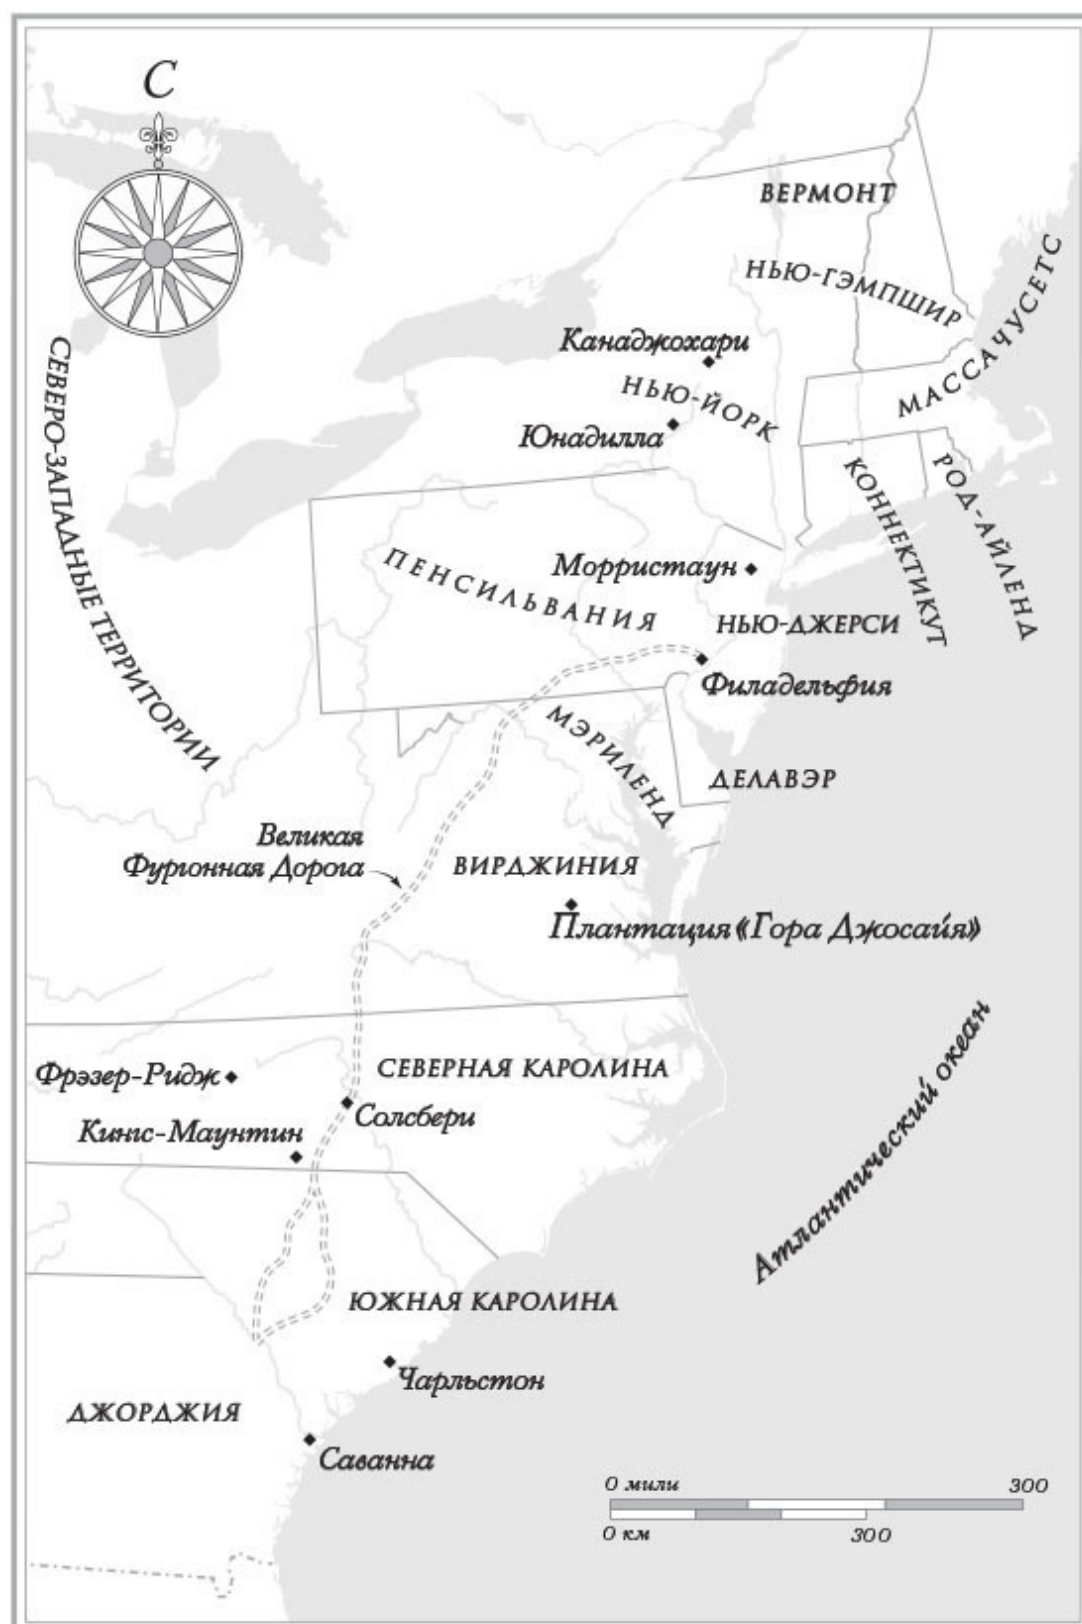 С
ВЕРМОНТ
НЬЮ-ГЭМПШИР
МАССАЧУСЕТС
Канаджохари
НЬЮ-ЙОРК
Юнадилла
СЕВЕРО-ЗАПАДНЫЕ ТЕРРИТОРИИ
КОННЕКТИКУТ
РОД-АЙЛЕНД
ПЕНСИЛЬВАНИЯ
Морристаун
НЬЮ-ДЖЕРСИ
Филадельфия
МЭРИЛЕНД
ДЕЛАВЭР
Великая
Фургонная Дорога
ВИРДЖИНИЯ
Плантация «Гора Джосайя»
Фрэзер-Ридж
СЕВЕРНАЯ КАРОЛИНА
Солсбери
Кингс-Маунтин
Атлантический океан
ЮЖНАЯ КАРОЛИНА
Чарльстон
ДЖОРДЖИЯ
Саванна
0 мили 300
0 км 300